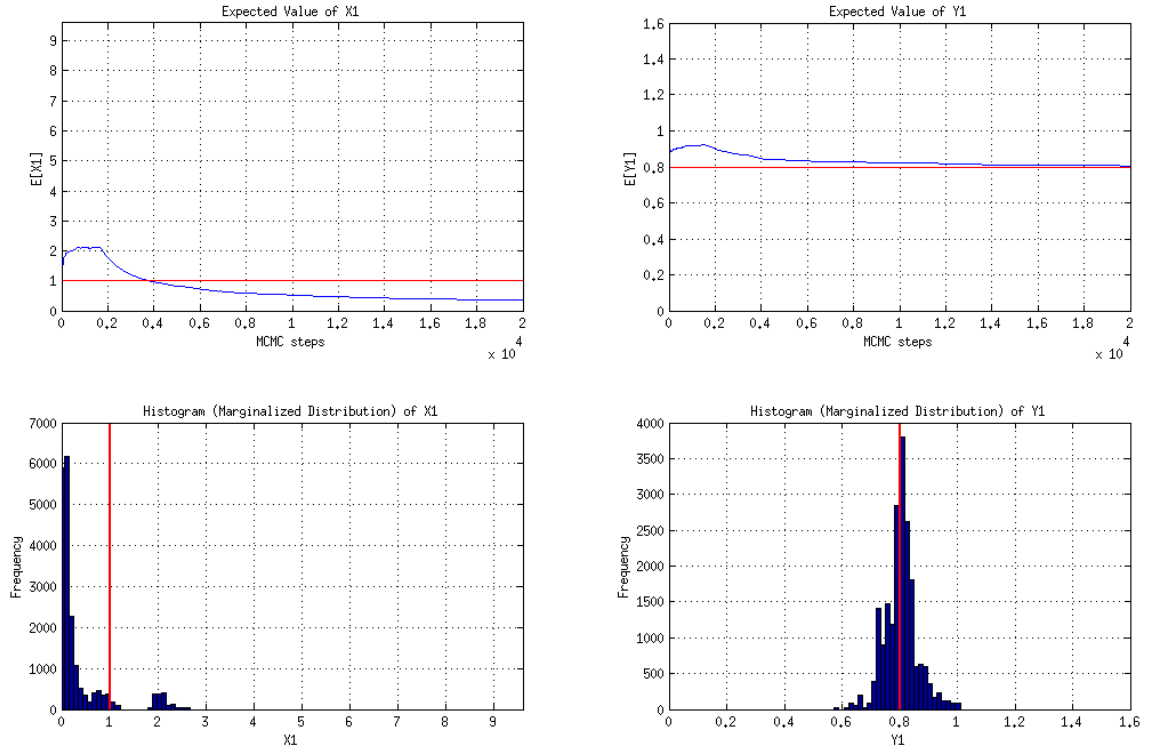 Expected Value of X1
9
8
7
6
5
4
3
2
1
0
E[X1]
0 0.2 0.4 0.6 0.8 1 1.2 1.4 1.6 1.8 2
MCMC steps
4
x 10
Expected Value of Y1
1.6
1.4
1.2
1
0.8
0.6
0.4
0.2
0
E[Y1]
0 0.2 0.4 0.6 0.8 1 1.2 1.4 1.6 1.8 2
MCMC steps
4
x 10
Histogram (Marginalized Distribution) of X1
7000
6000
5000
4000
3000
2000
1000
0
Frequency
0 1 2 3 4 5 6 7 8 9
X1
Histogram (Marginalized Distribution) of Y1
4000
3500
3000
2500
2000
1500
1000
500
0
Frequency
0 0.2 0.4 0.6 0.8 1 1.2 1.4 1.6
Y1